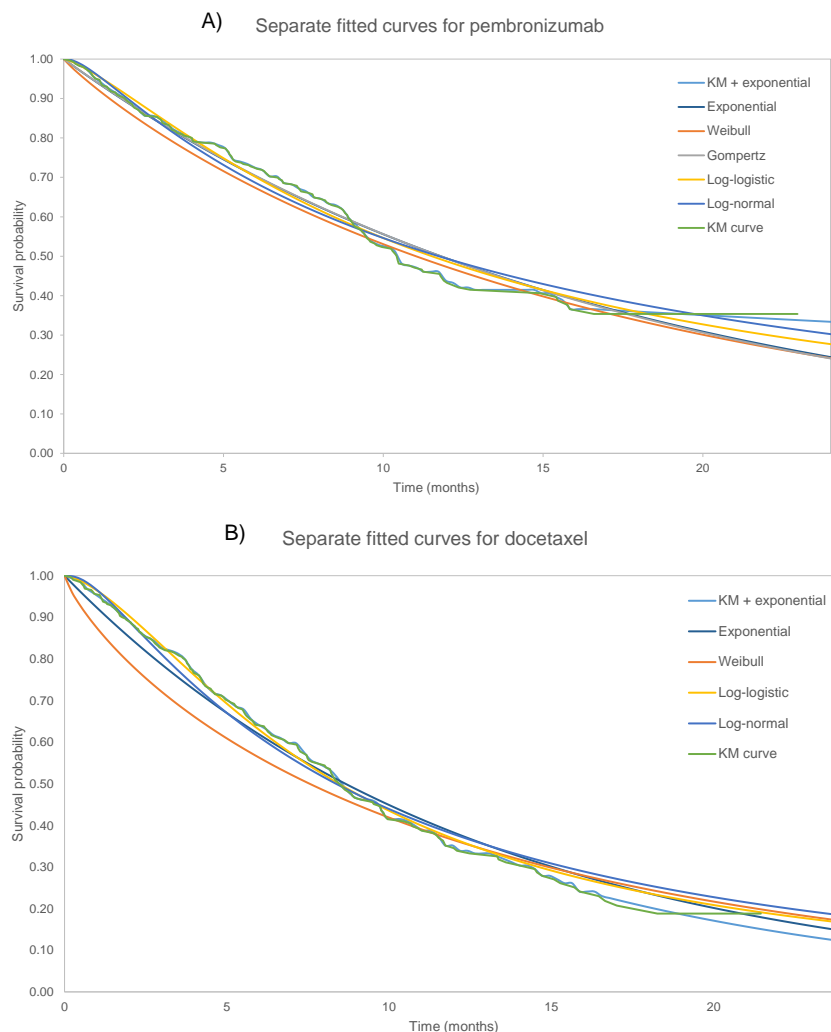 A) Separate fitted curves for pembronizumab
Survival probability
1.00
0.90
0.80
0.70
0.60
0.50
0.40
0.30
0.20
0.10
0.00
0 5 10 15 20
Time (months)
KM + exponential
Exponential
Weibull
Gompertz
Log-logistic
Log-normal
KM curve
B) Separate fitted curves for docetaxel
Survival probability
1.00
0.90
0.80
0.70
0.60
0.50
0.40
0.30
0.20
0.10
0.00
0 5 10 15 20
Time (months)
KM + exponential
Exponential
Weibull
Log-logistic
Log-normal
KM curve